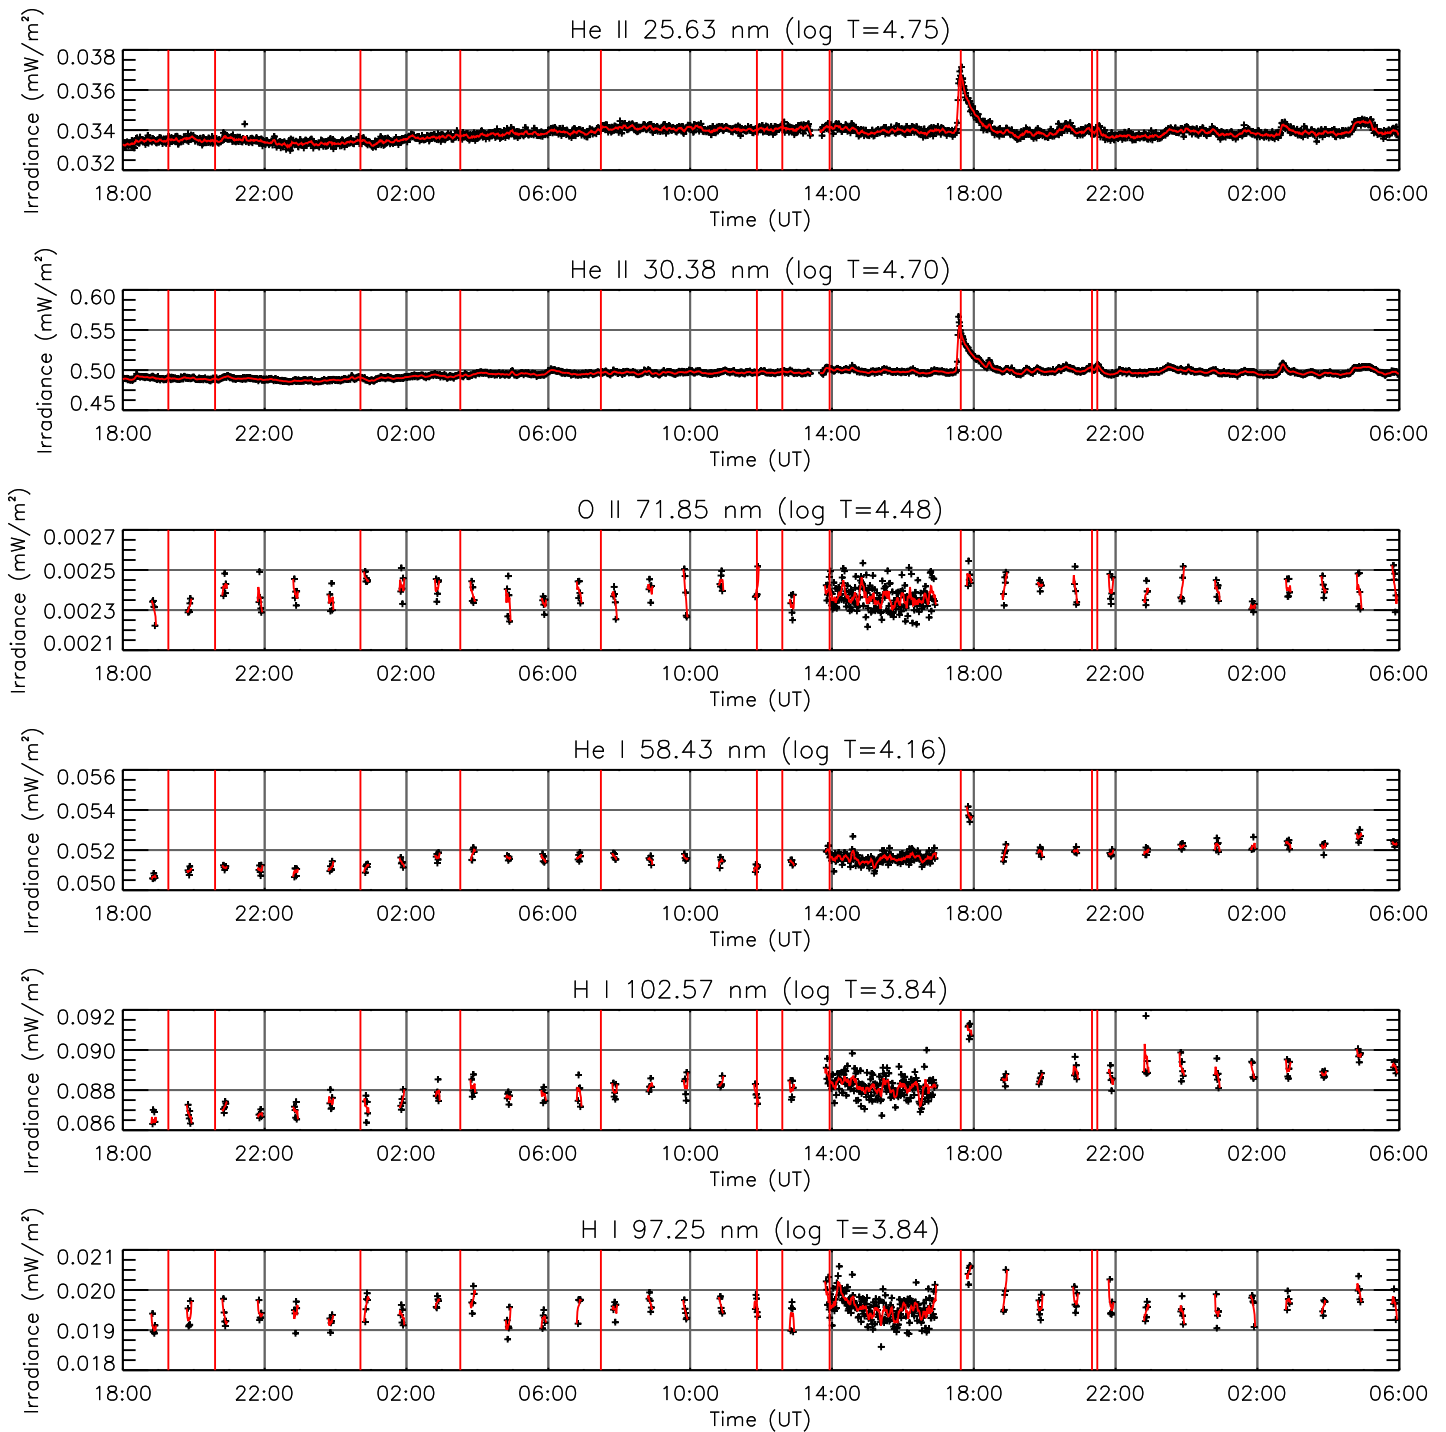 He II 25.63 nm (log T=4.75)
Irradiance (mW/m²)
0.038
0.036
0.034
0.032
18:00 22:00 02:00 06:00 10:00 14:00 18:00 22:00 02:00 06:00
Time (UT)
He II 30.38 nm (log T=4.70)
Irradiance (mW/m²)
0.60
0.55
0.50
0.45
18:00 22:00 02:00 06:00 10:00 14:00 18:00 22:00 02:00 06:00
Time (UT)
O II 71.85 nm (log T=4.48)
Irradiance (mW/m²)
0.0027
0.0025
0.0023
0.0021
18:00 22:00 02:00 06:00 10:00 14:00 18:00 22:00 02:00 06:00
Time (UT)
He I 58.43 nm (log T=4.16)
Irradiance (mW/m²)
0.056
0.054
0.052
0.050
18:00 22:00 02:00 06:00 10:00 14:00 18:00 22:00 02:00 06:00
Time (UT)
H I 102.57 nm (log T=3.84)
Irradiance (mW/m²)
0.092
0.090
0.088
0.086
18:00 22:00 02:00 06:00 10:00 14:00 18:00 22:00 02:00 06:00
Time (UT)
H I 97.25 nm (log T=3.84)
Irradiance (mW/m²)
0.021
0.020
0.019
0.018
18:00 22:00 02:00 06:00 10:00 14:00 18:00 22:00 02:00 06:00
Time (UT)